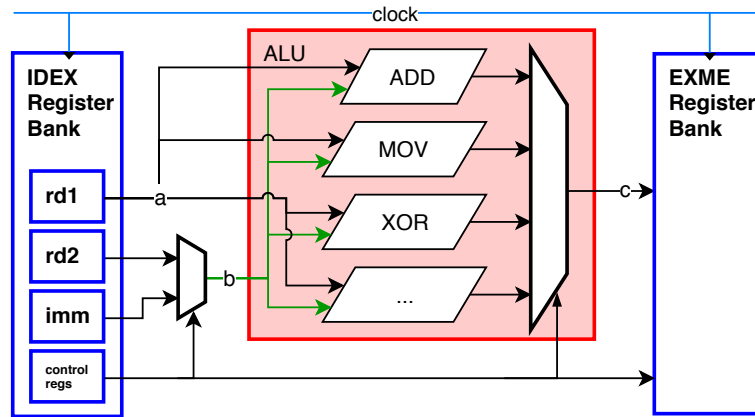 clock
IDEX
Register
Bank
ALU
EXME
Register
Bank
ADD
MOV
rd1
a
c
XOR
rd2
b
imm
...
control
regs